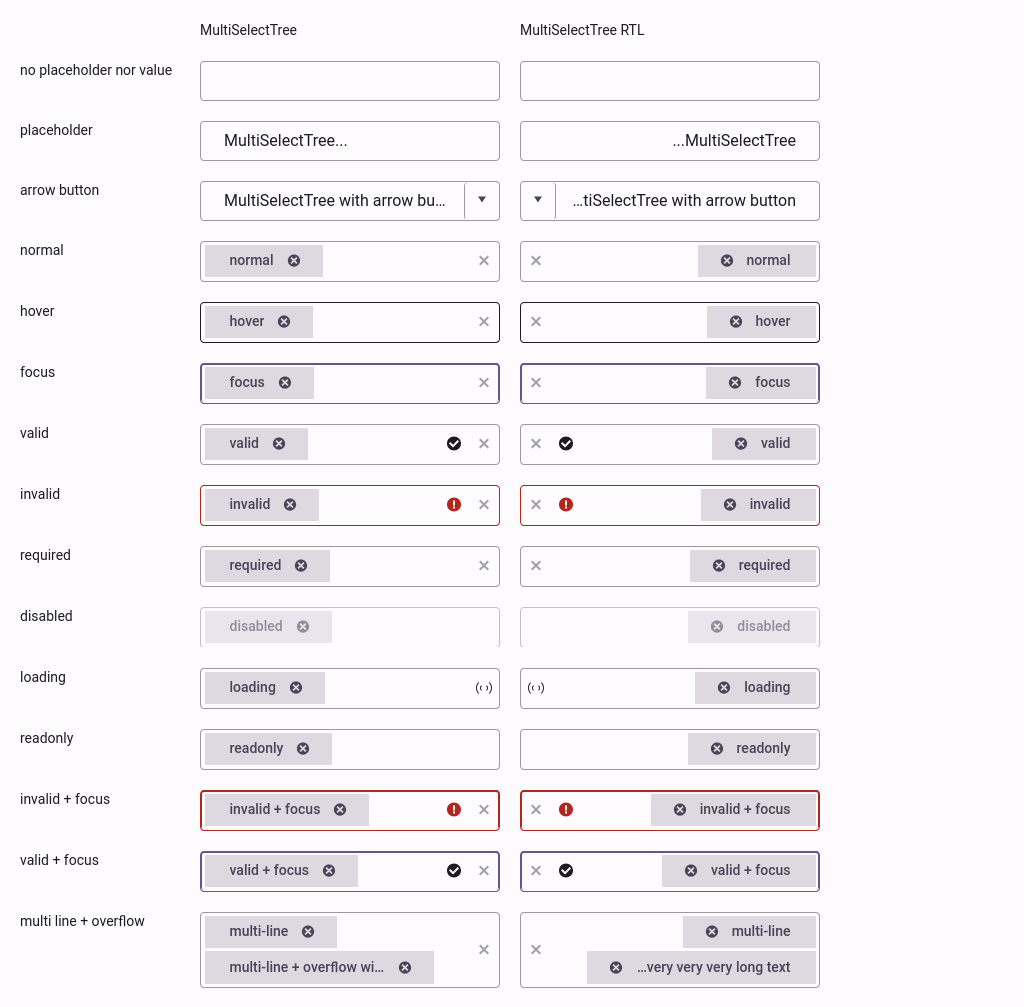 MultiSelectTree MultiSelectTree RTL
no placeholder nor value
placeholder MultiSelectTree... ...MultiSelectTree
arrow button MultiSelectTree with arrow bu... ...tiSelectTree with arrow button
normal normal normal
hover hover hover
focus focus focus
valid valid valid
invalid invalid invalid
required required required
disabled disabled disabled
loading loading loading
readonly readonly readonly
invalid + focus invalid + focus invalid + focus
valid + focus valid + focus valid + focus
multi line + overflow multi-line multi-line
multi-line + overflow wi... ...very very very long text